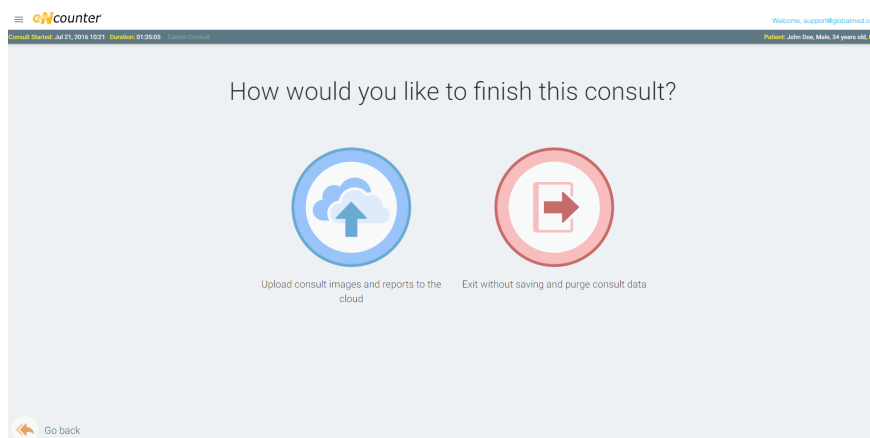 eNcounter
Welcome, support@globalmed.c
Consult Started: Jul 21, 2016 10:21 Duration: 01:35:05 Cancel Consult
Patient: John Doe, Male, 34 years old,
How would you like to finish this consult?
Upload consult images and reports to the
cloud
Exit without saving and purge consult data
Go back